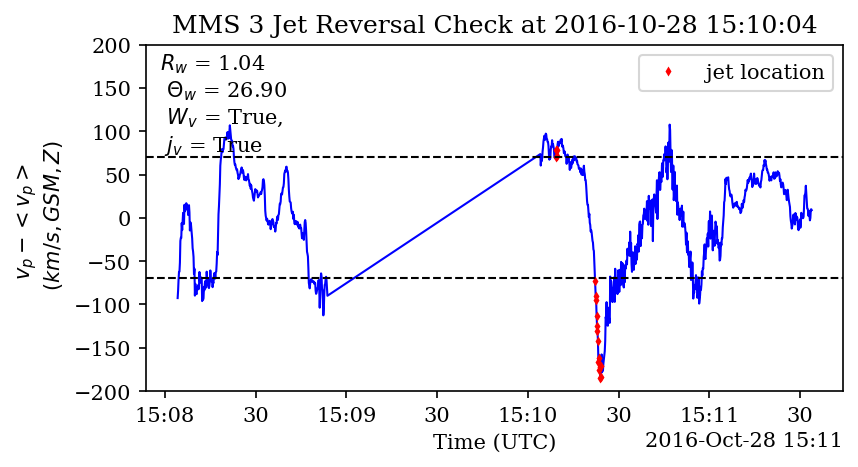 MMS 3 Jet Reversal Check at 2016-10-28 15:10:04
R_w = 1.04
Θ_w = 26.90
W_v = True,
j_v = True
jet location
v_p − <v_p>
(km/s, GSM, Z)
200
150
100
50
0
−50
−100
−150
−200
15:08 30 15:09 30 15:10 30 15:11 30
Time (UTC)
2016-Oct-28 15:11